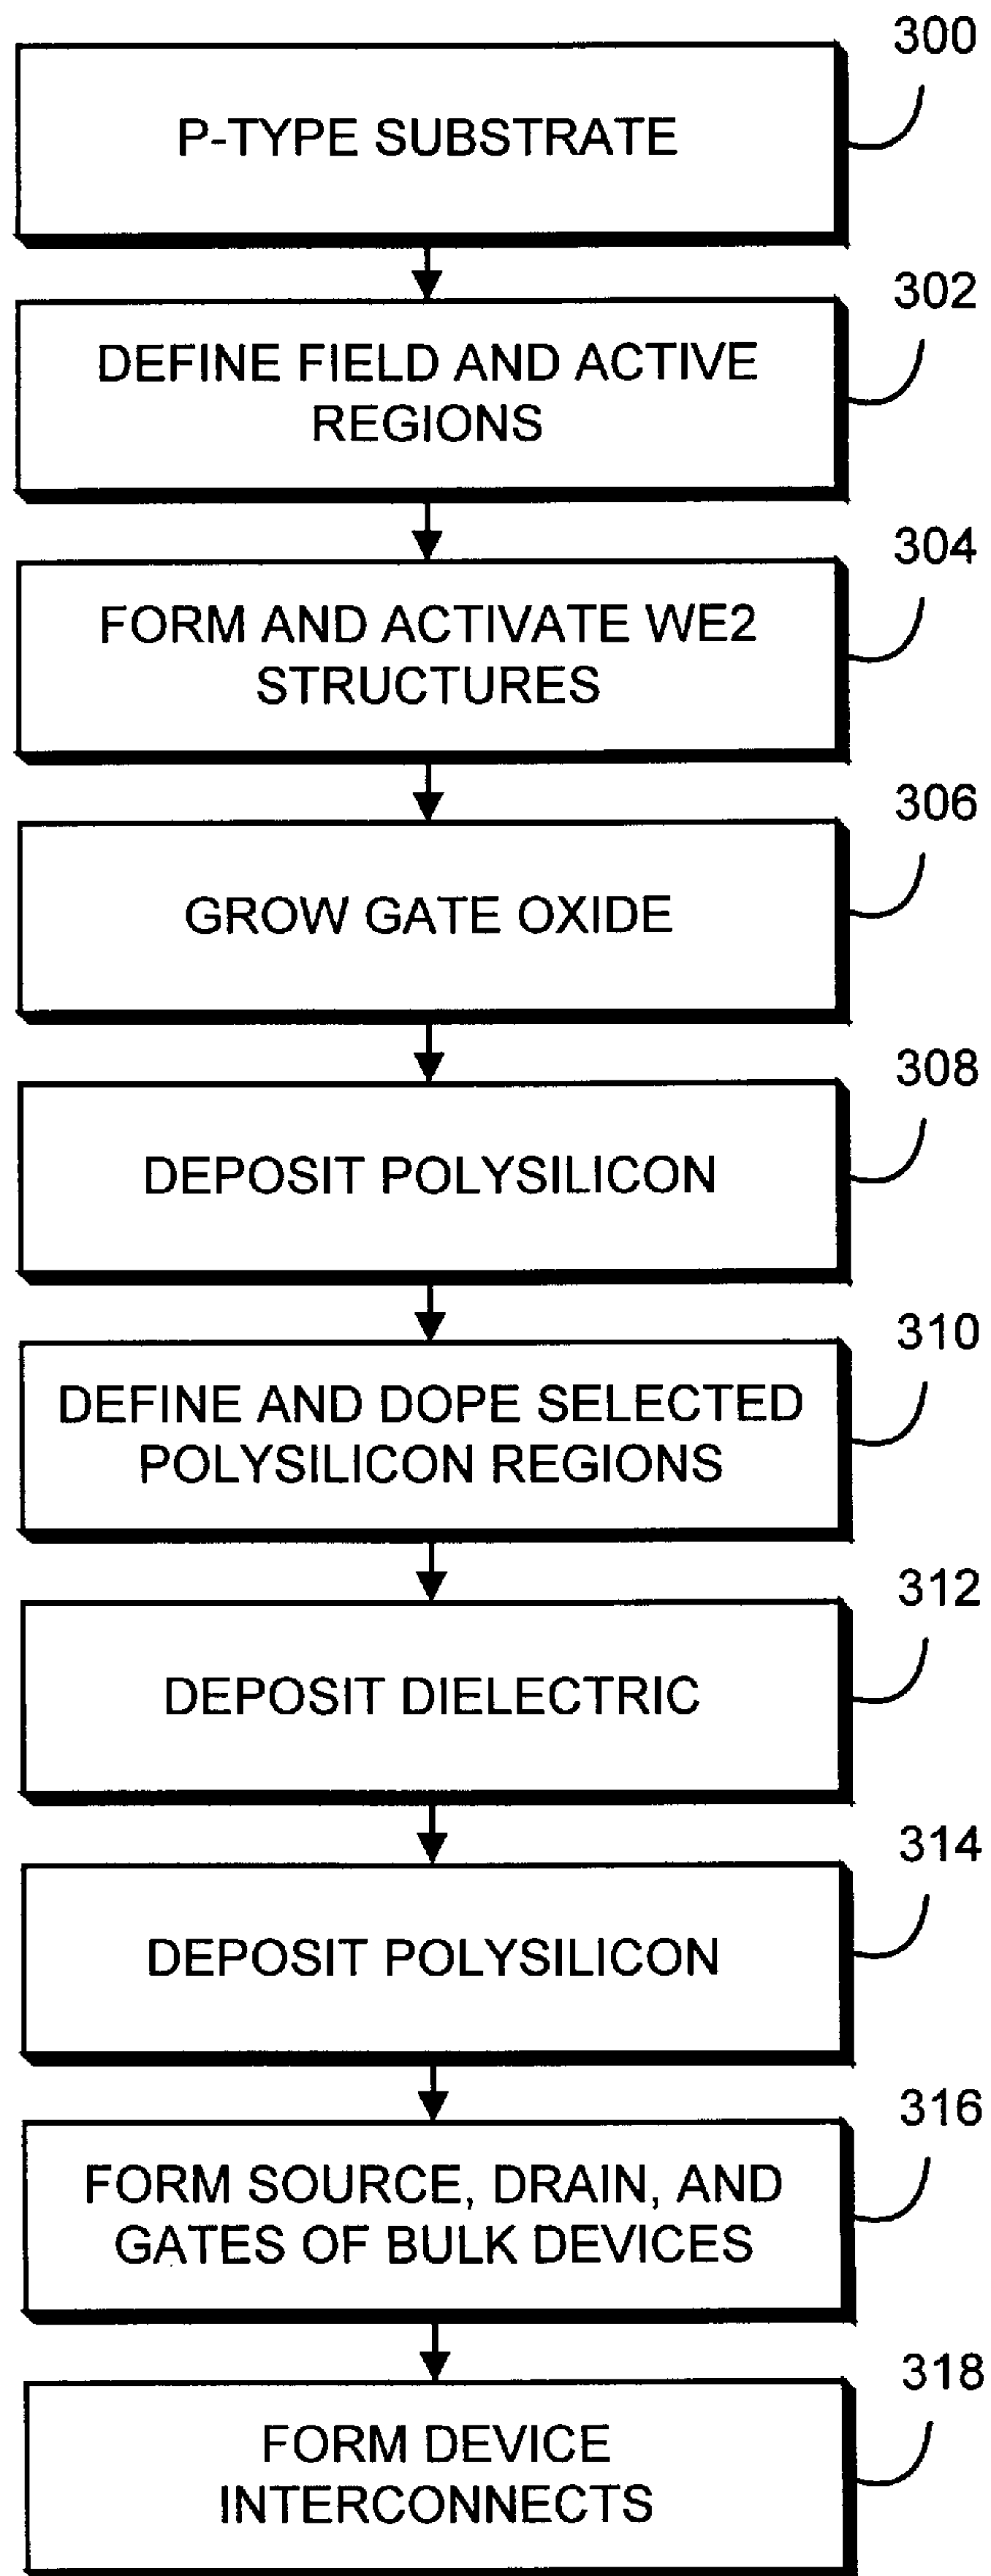 300
P-TYPE SUBSTRATE
302
DEFINE FIELD AND ACTIVE
REGIONS
304
FORM AND ACTIVATE WE2
STRUCTURES
306
GROW GATE OXIDE
308
DEPOSIT POLYSILICON
310
DEFINE AND DOPE SELECTED
POLYSILICON REGIONS
312
DEPOSIT DIELECTRIC
314
DEPOSIT POLYSILICON
316
FORM SOURCE, DRAIN, AND
GATES OF BULK DEVICES
318
FORM DEVICE
INTERCONNECTS